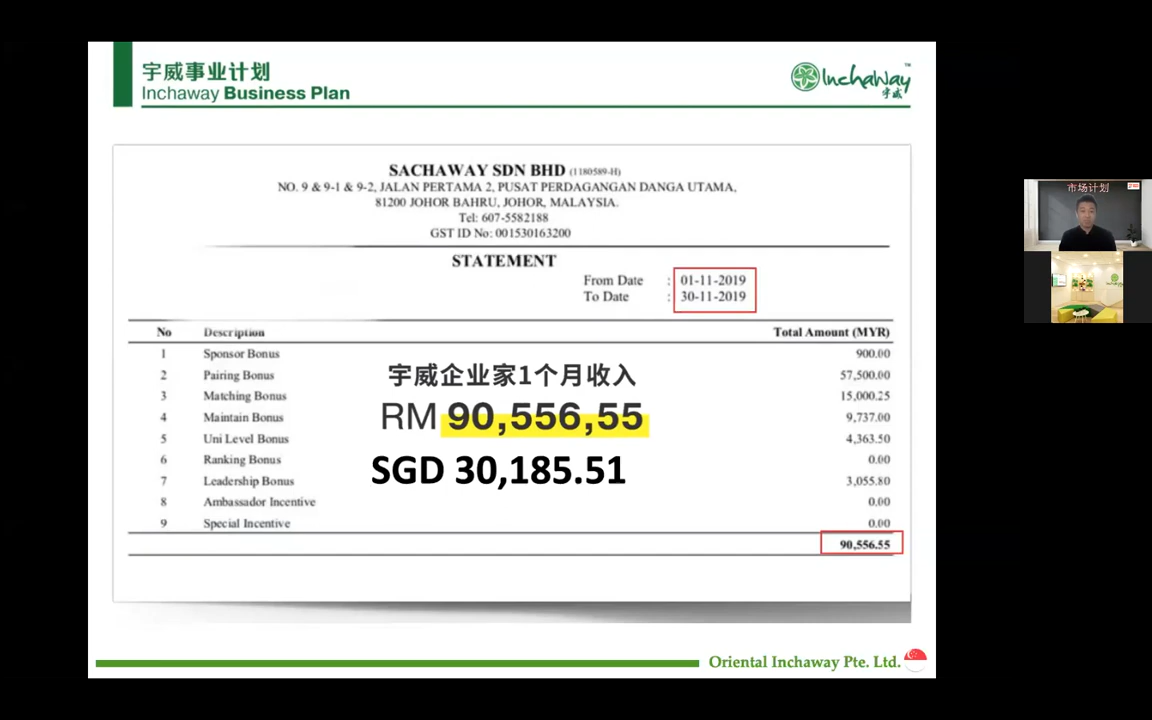 宇威事业计划
Inchaway Business Plan
Inchaway™
宇威
SACHAWAY SDN BHD (1180589-H)
NO. 9 & 9-1 & 9-2, JALAN PERTAMA 2, PUSAT PERDAGANGAN DANGA UTAMA,
81200 JOHOR BAHRU, JOHOR, MALAYSIA.
Tel: 607-5582188
GST ID No: 001530163200
STATEMENT
From Date : 01-11-2019
To Date : 30-11-2019
No Description Total Amount (MYR)
1 Sponsor Bonus 900.00
2 Pairing Bonus 57,500.00
3 Matching Bonus 15,000.25
4 Maintain Bonus 9,737.00
5 Uni Level Bonus 4,363.50
6 Ranking Bonus 0.00
7 Leadership Bonus 3,055.80
8 Ambassador Incentive 0.00
9 Special Incentive 0.00
90,556.55
宇威企业家1个月收入
RM 90,556,55
SGD 30,185.51
Oriental Inchaway Pte. Ltd.
市场计划